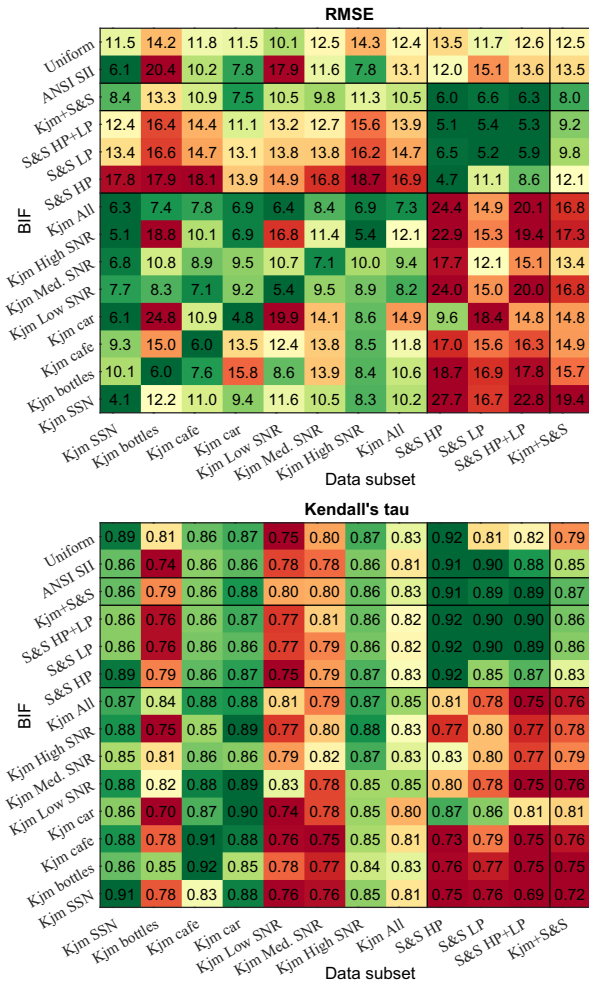 RMSE
Uniform 11.5 14.2 11.8 11.5 10.1 12.5 14.3 12.4 13.5 11.7 12.6 12.5
ANSI SII 6.1 20.4 10.2 7.8 17.9 11.6 7.8 13.1 12.0 15.1 13.6 13.5
Kjm+S&S 8.4 13.3 10.9 7.5 10.5 9.8 11.3 10.5 6.0 6.6 6.3 8.0
S&S HP+LP 12.4 16.4 14.4 11.1 13.2 12.7 15.6 13.9 5.1 5.4 5.3 9.2
S&S LP 13.4 16.6 14.7 13.1 13.8 13.8 16.2 14.7 6.5 5.2 5.9 9.8
S&S HP 17.8 17.9 18.1 13.9 14.9 16.8 18.7 16.9 4.7 11.1 8.6 12.1
Kjm All 6.3 7.4 7.8 6.9 6.4 8.4 6.9 7.3 24.4 14.9 20.1 16.8
Kjm High SNR 5.1 18.8 10.1 6.9 16.8 11.4 5.4 12.1 22.9 15.3 19.4 17.3
Kjm Med. SNR 6.8 10.8 8.9 9.5 10.7 7.1 10.0 9.4 17.7 12.1 15.1 13.4
Kjm Low SNR 7.7 8.3 7.1 9.2 5.4 9.5 8.9 8.2 24.0 15.0 20.0 16.8
Kjm car 6.1 24.8 10.9 4.8 19.9 14.1 8.6 14.9 9.6 18.4 14.8 14.8
Kjm cafe 9.3 15.0 6.0 13.5 12.4 13.8 8.5 11.8 17.0 15.6 16.3 14.9
Kjm bottles 10.1 6.0 7.6 15.8 8.6 13.9 8.4 10.6 18.7 16.9 17.8 15.7
Kjm SSN 4.1 12.2 11.0 9.4 11.6 10.5 8.3 10.2 27.7 16.7 22.8 19.4
BIF
Kjm SSN Kjm bottles Kjm cafe Kjm car Kjm Low SNR Kjm Med. SNR Kjm High SNR Kjm All S&S HP S&S LP S&S HP+LP Kjm+S&S
Data subset
Kendall's tau
Uniform 0.89 0.81 0.86 0.87 0.75 0.80 0.87 0.83 0.92 0.81 0.82 0.79
ANSI SII 0.86 0.74 0.86 0.88 0.78 0.78 0.86 0.81 0.91 0.90 0.88 0.85
Kjm+S&S 0.86 0.79 0.86 0.88 0.80 0.80 0.86 0.82 0.91 0.89 0.89 0.87
S&S HP+LP 0.86 0.76 0.86 0.87 0.77 0.81 0.86 0.82 0.92 0.90 0.90 0.86
S&S LP 0.86 0.76 0.86 0.86 0.77 0.79 0.86 0.82 0.92 0.90 0.89 0.86
S&S HP 0.89 0.79 0.86 0.87 0.75 0.79 0.87 0.83 0.92 0.85 0.87 0.83
Kjm All 0.87 0.84 0.88 0.88 0.81 0.79 0.87 0.85 0.81 0.78 0.75 0.76
Kjm High SNR 0.88 0.75 0.85 0.89 0.77 0.80 0.88 0.83 0.77 0.80 0.77 0.78
Kjm Med. SNR 0.85 0.81 0.86 0.86 0.79 0.82 0.87 0.83 0.83 0.80 0.77 0.79
Kjm Low SNR 0.88 0.82 0.88 0.89 0.83 0.78 0.85 0.85 0.80 0.78 0.75 0.76
Kjm car 0.86 0.70 0.87 0.90 0.74 0.78 0.85 0.80 0.87 0.86 0.81 0.81
Kjm cafe 0.88 0.78 0.91 0.88 0.76 0.75 0.85 0.81 0.73 0.79 0.75 0.76
Kjm bottles 0.86 0.85 0.92 0.85 0.78 0.77 0.84 0.83 0.76 0.77 0.75 0.75
Kjm SSN 0.91 0.78 0.83 0.88 0.76 0.76 0.85 0.81 0.75 0.76 0.69 0.72
BIF
Kjm SSN Kjm bottles Kjm cafe Kjm car Kjm Low SNR Kjm Med. SNR Kjm High SNR Kjm All S&S HP S&S LP S&S HP+LP Kjm+S&S
Data subset